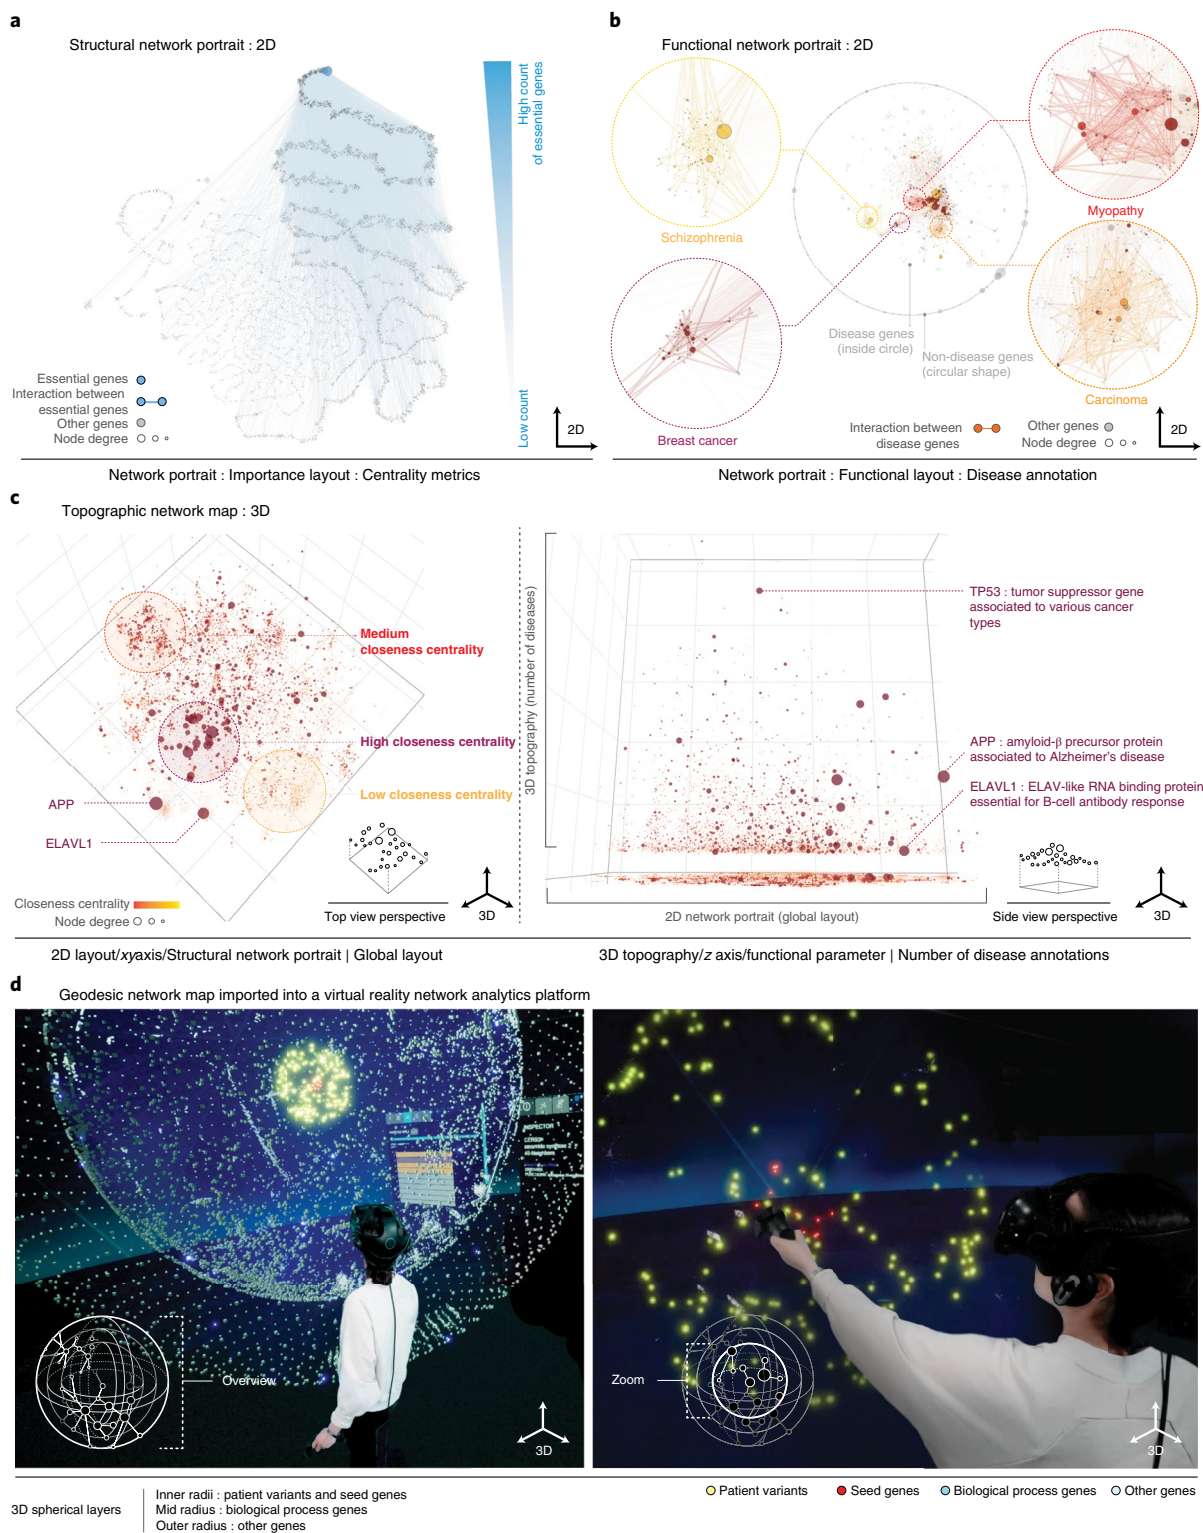 a
Structural network portrait : 2D
High count
of essential genes
Low count
Essential genes
Interaction between
essential genes
Other genes
Node degree
2D
Network portrait : Importance layout : Centrality metrics
b
Functional network portrait : 2D
Schizophrenia
Myopathy
Breast cancer
Carcinoma
Disease genes
(inside circle)
Non-disease genes
(circular shape)
Interaction between
disease genes
Other genes
Node degree
2D
Network portrait : Functional layout : Disease annotation
c
Topographic network map : 3D
Medium
closeness centrality
High closeness centrality
Low closeness centrality
APP
ELAVL1
Closeness centrality
Node degree
Top view perspective
3D
3D topography (number of diseases)
TP53 : tumor suppressor gene
associated to various cancer
types
APP : amyloid-β precursor protein
associated to Alzheimer's disease
ELAVL1 : ELAV-like RNA binding protein
essential for B-cell antibody response
2D network portrait (global layout)
Side view perspective
3D
2D layout/xyaxis/Structural network portrait | Global layout
3D topography/z axis/functional parameter | Number of disease annotations
d
Geodesic network map imported into a virtual reality network analytics platform
INSPECTOR
Overview
3D
Zoom
3D
3D spherical layers
Inner radii : patient variants and seed genes
Mid radius : biological process genes
Outer radius : other genes
Patient variants
Seed genes
Biological process genes
Other genes